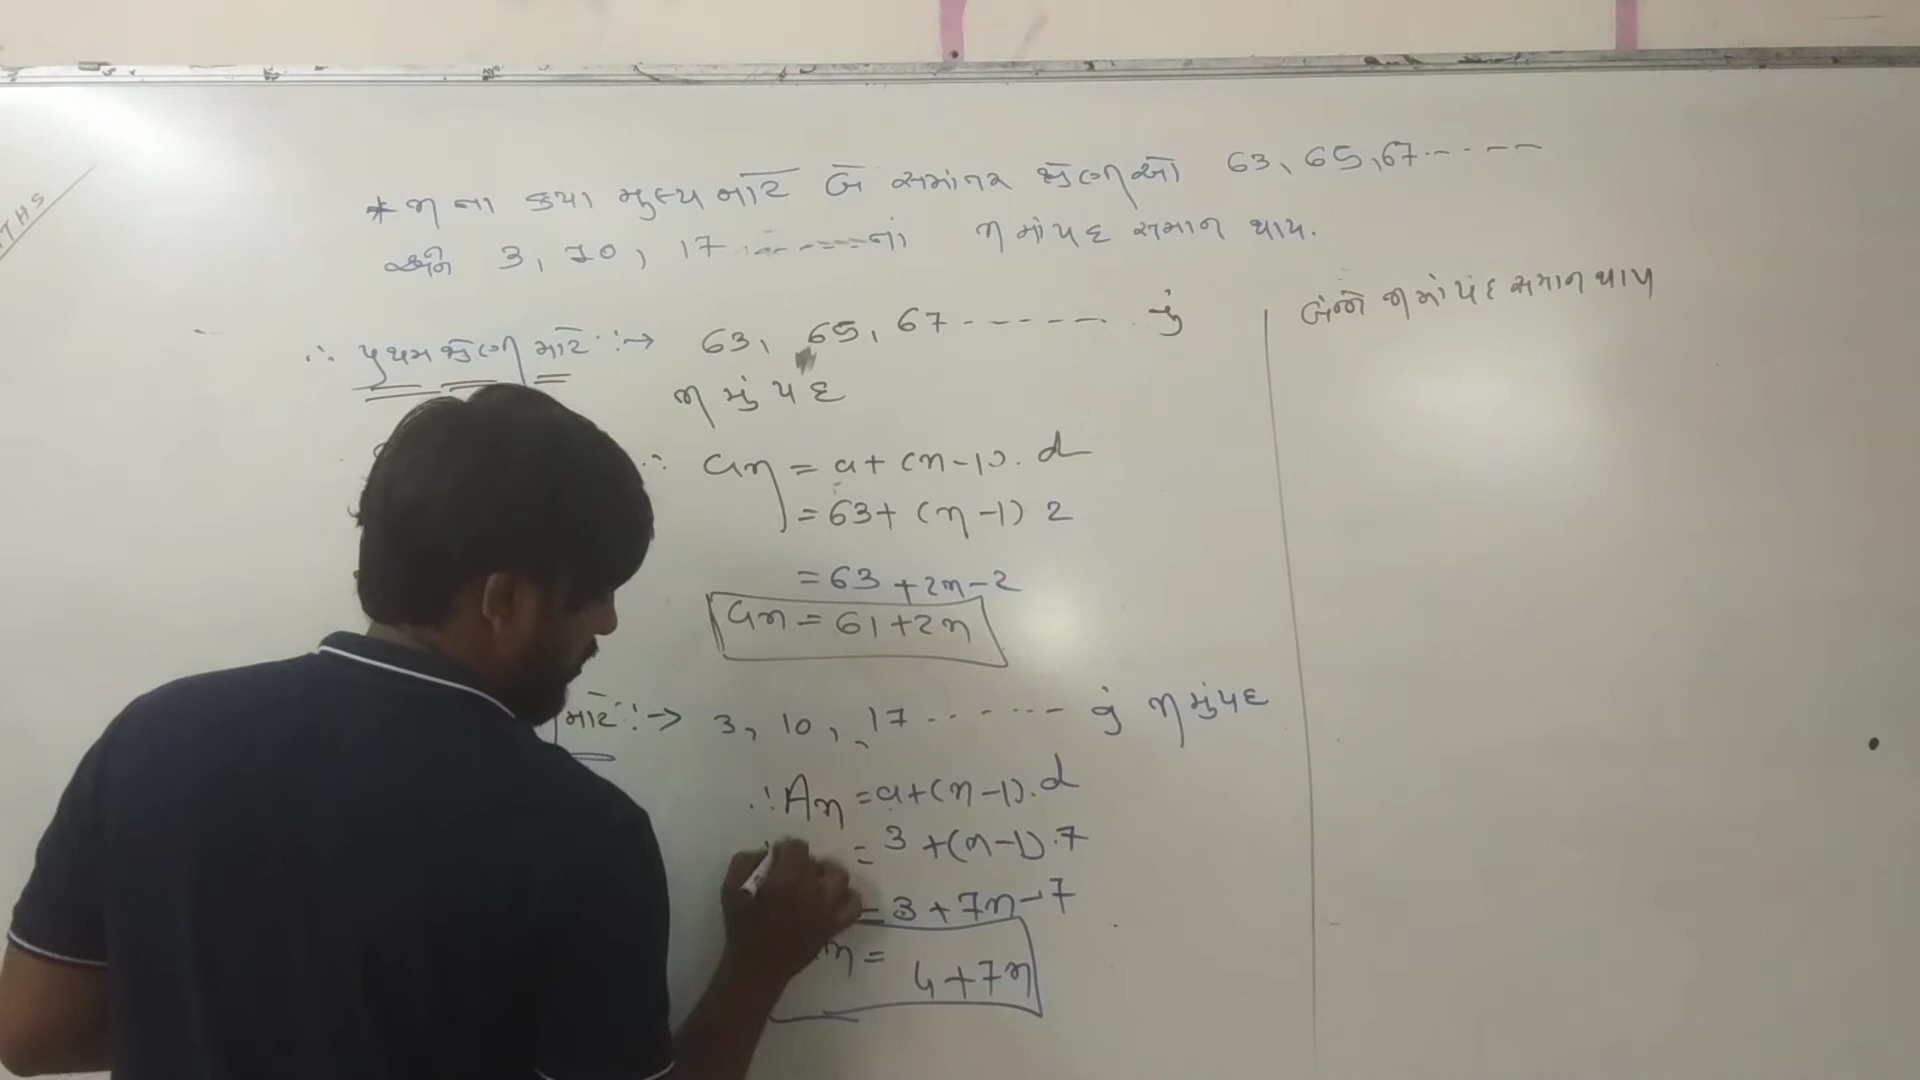 THS
* n ના કયા મુલ્ય માટે બે સમાંતર શ્રેણીઓ 63, 65, 67 .....
અને 3, 10, 17 ........ નાં n માં પદ સમાન થાય.
∴ પ્રથમ શ્રેણી માટે :→ 63, 65, 67 ------- નું
n મું પદ
∴ an = a + (n-1). d
= 63 + (n-1) 2
= 63 + 2n - 2
an = 61 + 2n
માટે :→ 3, 10, 17 ....... નું n મું પદ
∴ An = a + (n-1). d
= 3 + (n-1). 7
= 3 + 7n - 7
n = 4 + 7n
બંને n માં પદ સમાન થાય